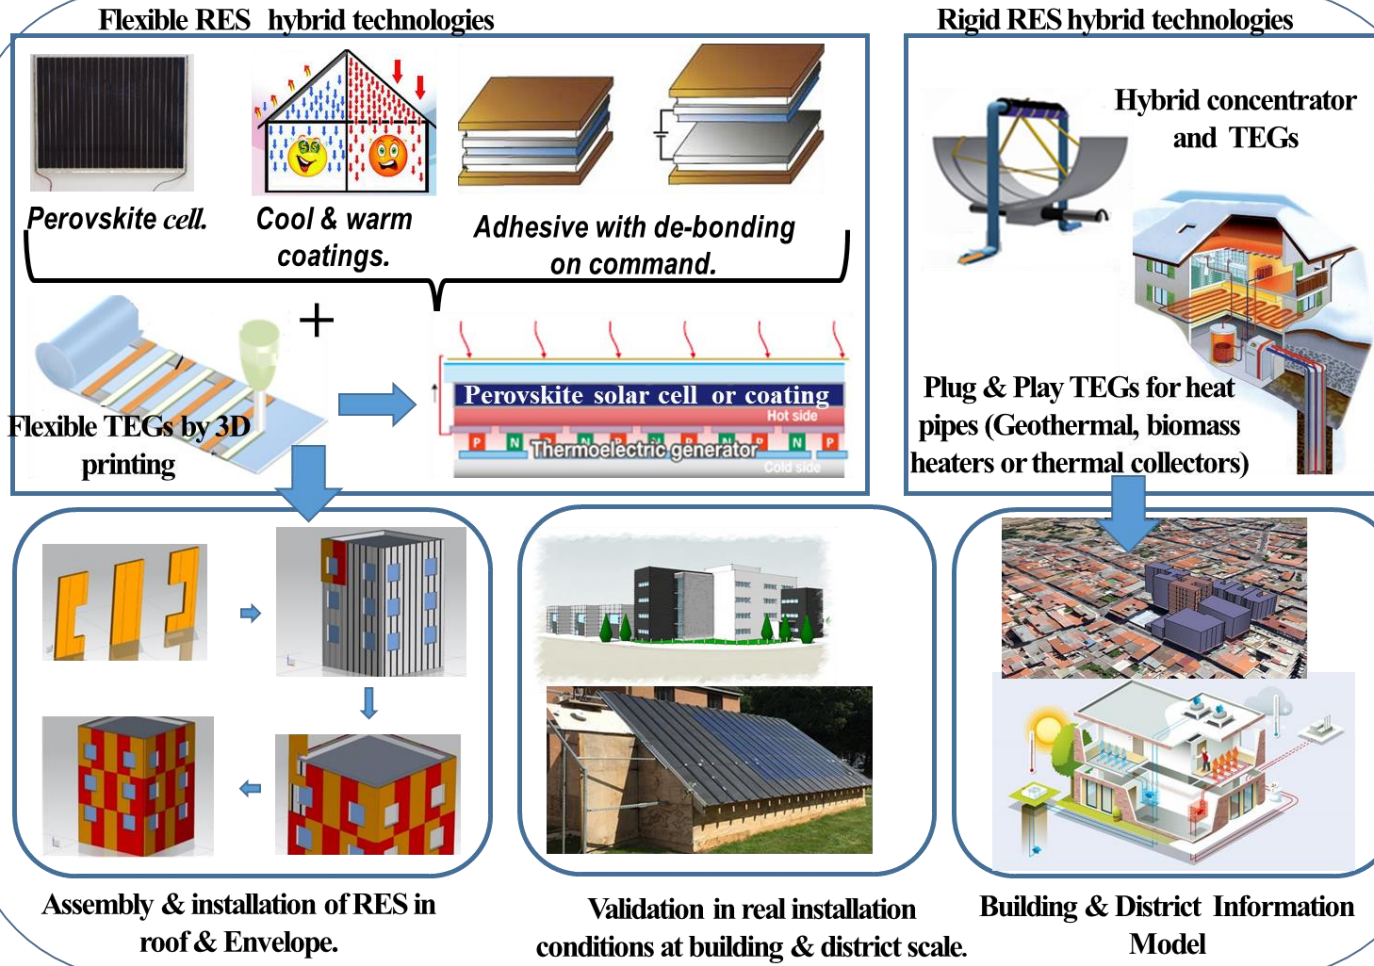 Flexible RES hybrid technologies
Rigid RES hybrid technologies
Perovskite cell.
Cool & warm
coatings.
Adhesive with de-bonding
on command.
Hybrid concentrator
and TEGs
+
Flexible TEGs by 3D
printing
Perovskite solar cell or coating
Hot side
P N P N P N P N P
Thermoelectric generator
Cold side
Plug & Play TEGs for heat
pipes (Geothermal, biomass
heaters or thermal collectors)
Assembly & installation of RES in
roof & Envelope.
Validation in real installation
conditions at building & district scale.
Building & District Information
Model